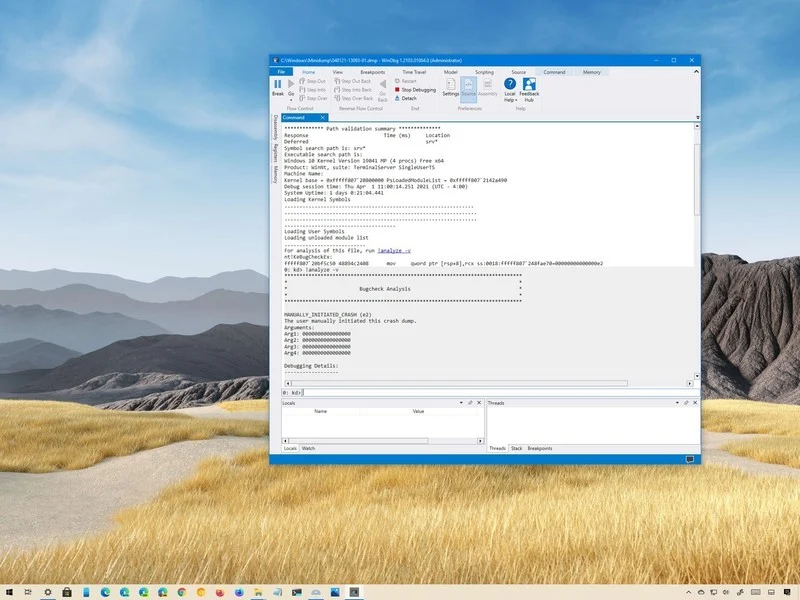 C:\Windows\Minidump\040121-13093-01.dmp - WinDbg 1.2103.01004.0 (Administrator)
File Home View Breakpoints Time Travel Model Scripting Source Command Memory
Break Go
Step Out Step Out Back
Step Into Step Into Back
Step Over Step Over Back
Go Back
Restart
Stop Debugging
Detach
Settings Source Assembly
Local Help Feedback Hub
Flow Control Reverse Flow Control End Preferences Help
Disassembly Registers Memory
Command
************* Path validation summary **************
Response Time (ms) Location
Deferred srv*
Symbol search path is: srv*
Executable search path is:
Windows 10 Kernel Version 19041 MP (4 procs) Free x64
Product: WinNt, suite: TerminalServer SingleUserTS
Machine Name:
Kernel base = 0xfffff807`20800000 PsLoadedModuleList = 0xfffff807`2142a490
Debug session time: Thu Apr 1 11:00:14.251 2021 (UTC - 4:00)
System Uptime: 1 days 0:21:04.441
Loading Kernel Symbols
Loading User Symbols
Loading unloaded module list
For analysis of this file, run !analyze -v
nt!KeBugCheckEx:
fffff807`20bf5c50 48894c2408 mov qword ptr [rsp+8],rcx ss:0018:fffff807`248fae70=00000000000000e2
0: kd> !analyze -v
Bugcheck Analysis
MANUALLY_INITIATED_CRASH (e2)
The user manually initiated this crash dump.
Arguments:
Arg1: 0000000000000000
Arg2: 0000000000000000
Arg3: 0000000000000000
Arg4: 0000000000000000
Debugging Details:
0: kd>
Locals Threads
Name Value
Locals Watch Threads Stack Breakpoints